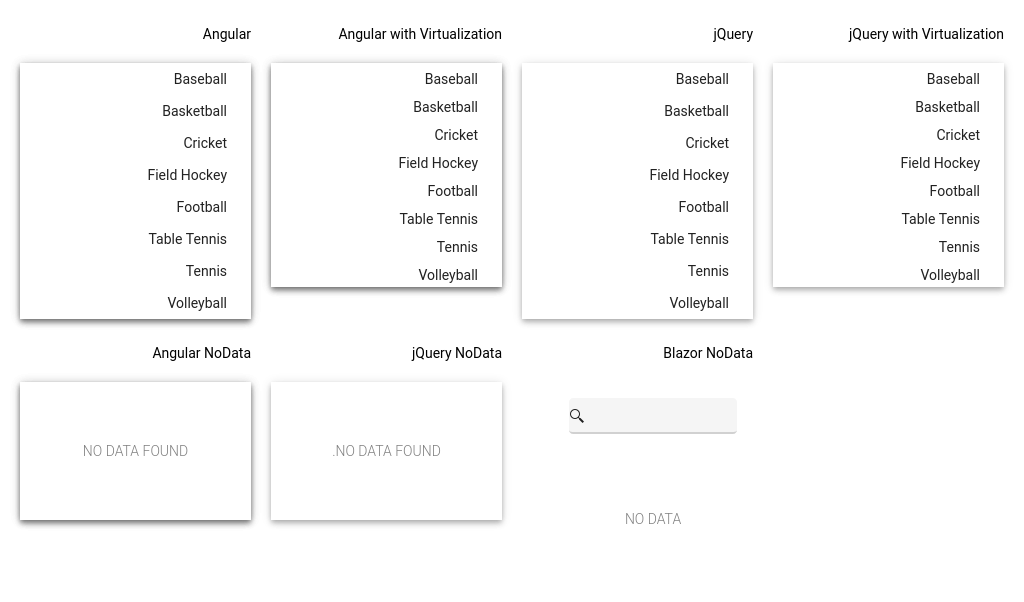 Angular
Baseball
Basketball
Cricket
Field Hockey
Football
Table Tennis
Tennis
Volleyball
Angular with Virtualization
Baseball
Basketball
Cricket
Field Hockey
Football
Table Tennis
Tennis
Volleyball
jQuery
Baseball
Basketball
Cricket
Field Hockey
Football
Table Tennis
Tennis
Volleyball
jQuery with Virtualization
Baseball
Basketball
Cricket
Field Hockey
Football
Table Tennis
Tennis
Volleyball
Angular NoData
NO DATA FOUND
jQuery NoData
.NO DATA FOUND
Blazor NoData
NO DATA